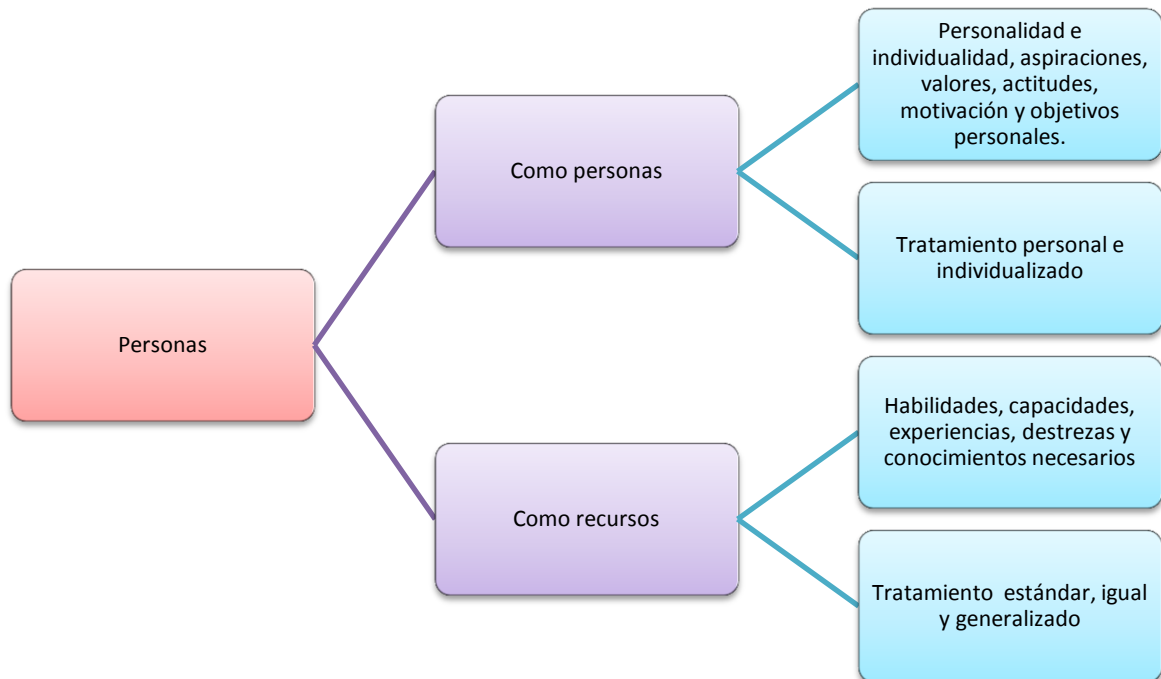 Personalidad e
individualidad, aspiraciones,
valores, actitudes,
motivación y objetivos
personales.
Como personas
Tratamiento personal e
individualizado
Personas
Habilidades, capacidades,
experiencias, destrezas y
conocimientos necesarios
Como recursos
Tratamiento  estándar, igual
y generalizado